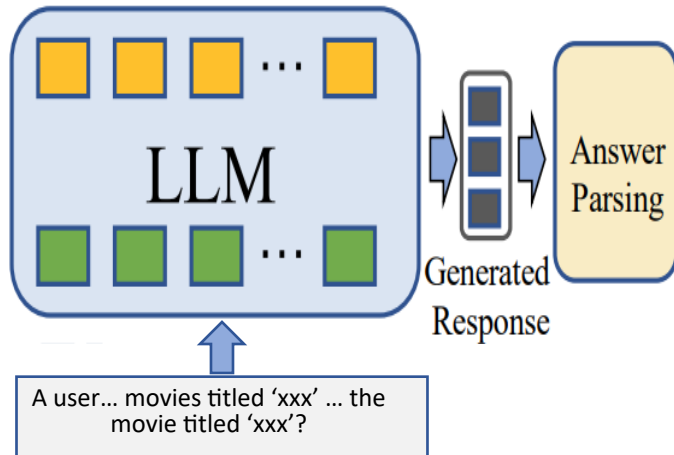 LLM
Generated
Response
Answer
Parsing
A user... movies titled ‘xxx’ ... the
movie titled ‘xxx’?